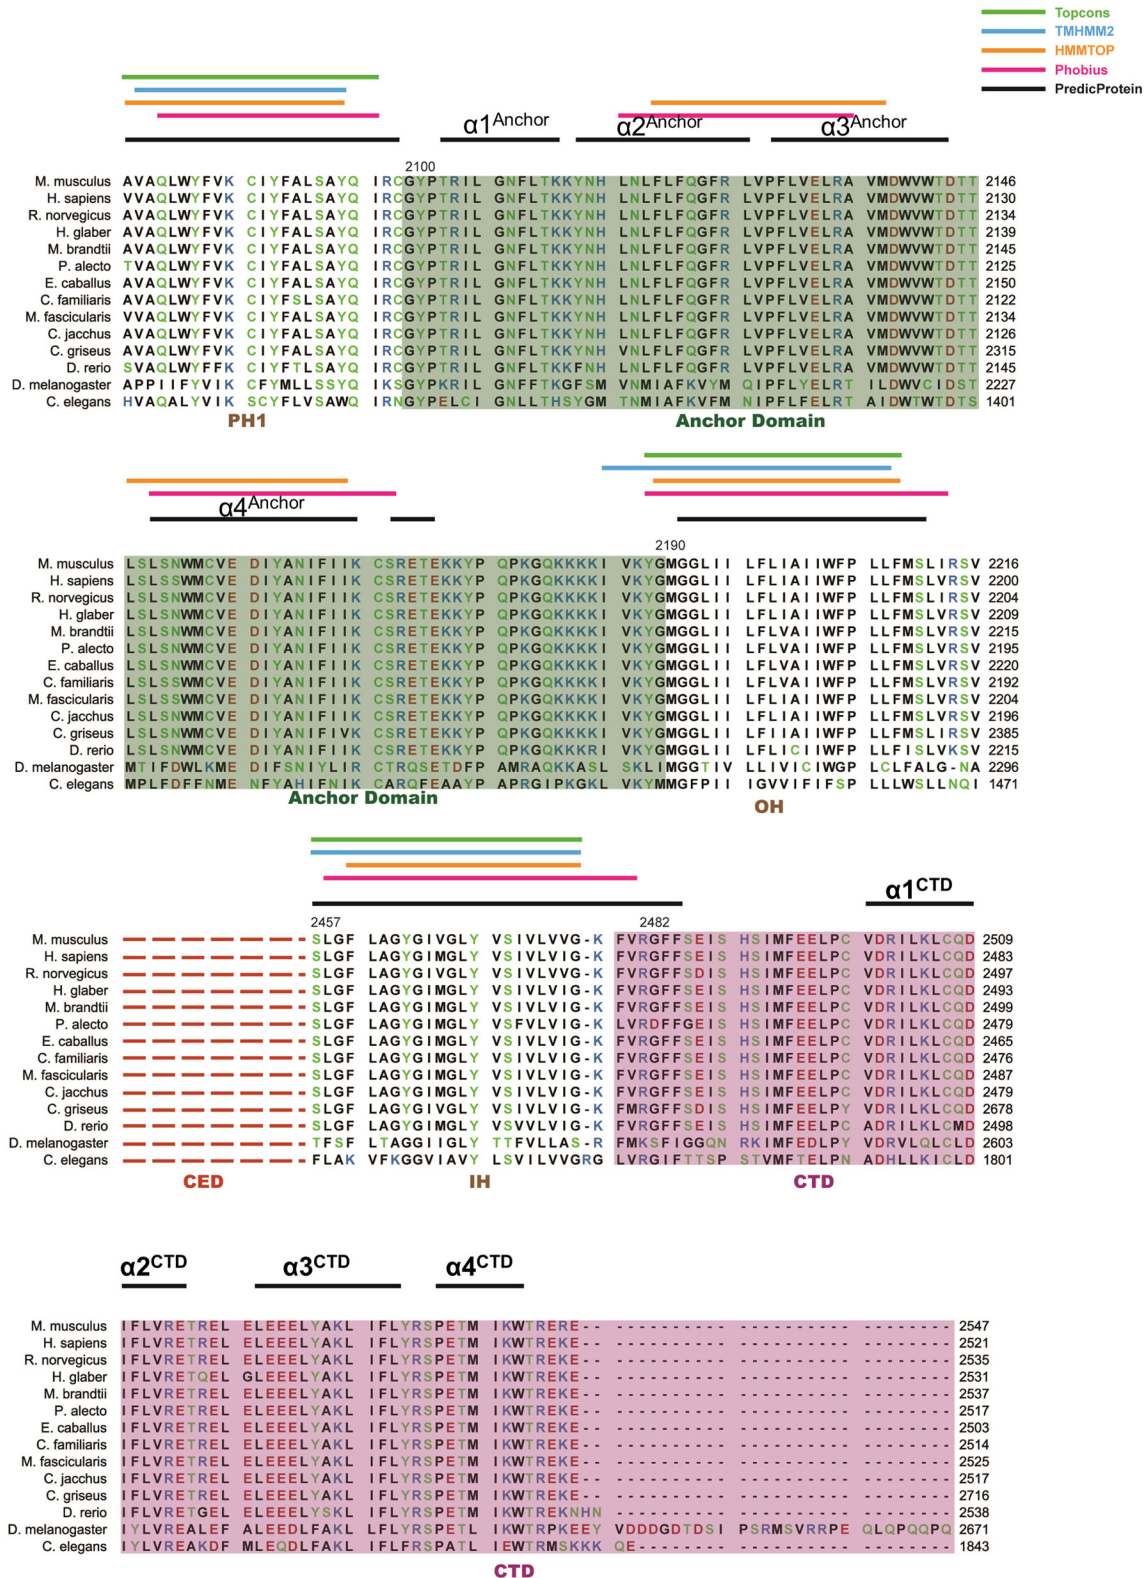 Topcons
TMHMM2
HMMTOP
Phobius
PredicProtein
α1Anchor α2Anchor α3Anchor
2100
M. musculus AVAQLWYFVK CIYFALSAYQ IRCGYPTRIL GNFLTKKYNH LNLFLFQGFR LVPFLVELRA VMDWVWTDTT 2146
H. sapiens VVAQLWYFVK CIYFALSAYQ IRCGYPTRIL GNFLTKKYNH LNLFLFQGFR LVPFLVELRA VMDWVWTDTT 2130
R. norvegicus AVAQLWYFVK CIYFALSAYQ IRCGYPTRIL GNFLTKKYNH LNLFLFQGFR LVPFLVELRA VMDWVWTDTT 2134
H. glaber AVAQLWYFVK CIYFALSAYQ IRCGYPTRIL GNFLTKKYNH LNLFLFQGFR LVPFLVELRA VMDWVWTDTT 2139
M. brandtii AVAQLWYFVK CIYFALSAYQ IRCGYPTRIL GNFLTKKYNH LNLFLFQGFR LVPFLVELRA VMDWVWTDTT 2145
P. alecto TVAQLWYFVK CIYFALSAYQ IRCGYPTRIL GNFLTKKYNH LNLFLFQGFR LVPFLVELRA VMDWVWTDTT 2125
E. caballus AVAQLWYFVK CIYFALSAYQ IRCGYPTRIL GNFLTKKYNH LNLFLFQGFR LVPFLVELRA VMDWVWTDTT 2150
C. familiaris AVAQLWYFVK CIYFSLSAYQ IRCGYPTRIL GNFLTKKYNH LNLFLFQGFR LVPFLVELRA VMDWVWTDTT 2122
M. fascicularis VVAQLWYFVK CIYFALSAYQ IRCGYPTRIL GNFLTKKYNH LNLFLFQGFR LVPFLVELRA VMDWVWTDTT 2134
C. jacchus AVAQLWYFVK CIYFALSAYQ IRCGYPTRIL GNFLTKKYNH LNLFLFQGFR LVPFLVELRA VMDWVWTDTT 2126
C. griseus AVAQLWYFVK CIYFALSAYQ IRCGYPTRIL GNFLTKKYNH VNLFLFQGFR LVPFLVELRA VMDWVWTDTT 2315
D. rerio SVAQLWYFFK CIYFTLSAYQ IRCGYPTRIL GNFLTKKFNH LNLFLFQGFR LVPFLVELRA VMDWVWTDTT 2145
D. melanogaster APPIIFYVIK CFYMLLSSYQ IKSGYPKRIL GNFFTKGFSM VNMIAFKVYM QIPFLYELRT ILDWVCIDST 2227
C. elegans HVAQALYVIK SCYFLVSAWQ IRNGYPELCI GNLLTHSYGM TNMIAFKVFM NIPFLFELRT AIDWTWTDTS 1401
PH1 Anchor Domain
α4Anchor
2190
M. musculus LSLSNWMCVE DIYANIFIIK CSRETEKKYP QPKGQKKKKI VKYGMGGLII LFLIAIIWFP LLFMSLIRSV 2216
H. sapiens LSLSSWMCVE DIYANIFIIK CSRETEKKYP QPKGQKKKKI VKYGMGGLII LFLIAIIWFP LLFMSLVRSV 2200
R. norvegicus LSLSNWMCVE DIYANIFIIK CSRETEKKYP QPKGQKKKKI VKYGMGGLII LFLIAIIWFP LLFMSLIRSV 2204
H. glaber LSLSNWMCVE DIYANIFIIK CSRETEKKYP QPKGQKKKKI VKYGMGGLII LFLIAIIWFP LLFMSLVRSV 2209
M. brandtii LSLSNWMCVE DIYANIFIIK CSRETEKKYP QPKGQKKKKI VKYGMGGLII LFLVAIIWFP LLFMSLVRSV 2215
P. alecto LSLSNWMCVE DIYANIFIIK CSRETEKKYP QPKGQKKKKI VKYGMGGLII LFLVAIIWFP LLFMSLVRSV 2195
E. caballus LSLSNWMCVE DIYANIFIIK CSRETEKKYP QPKGQKKKKI VKYGMGGLII LFLVAIIWFP LLFMSLVRSV 2220
C. familiaris LSLSNWMCVE DIYANIFIIK CSRETEKKYP QPKGQKKKKI VKYGMGGLII LFLVAIIWFP LLFMSLVRSV 2192
M. fascicularis LSLSSWMCVE DIYANIFIIK CSRETEKKYP QPKGQKKKKI VKYGMGGLII LFLIAIIWFP LLFMSLVRSV 2204
C. jacchus LSLSNWMCVE DIYANIFIIK CSRETEKKYP QPKGQKKKKI VKYGMGGLII LFLIAIIWFP LLFMSLVRSV 2196
C. griseus LSLSNWMCVE DIYANIFIVK CSRETEKKYP QPKGQKKKKI VKYGMGGLII LFIIAIIWFP LLFMSLVRSV 2385
D. rerio LSLSNWMCVE DIYANIFIIK CSRETEKKYP QPKGQKKKRI VKYGMGGLII LFLICIIWFP LLFISLVKSV 2215
D. melanogaster MTIFDWLKME DIFSNIYLIR CTRQSETDFP AMRAQKKASL SKLIMGGTIV LLIVICIWGP LCLFALG-NA 2296
C. elegans MPLFDFFNME NFYAHIFNIK CARQFEAAYP APRGIPKGKL VKYMMGFPII IGVVIFIFSP LLLWSLLNQI 1471
Anchor Domain OH
α1CTD
2457 2482
M. musculus SLGF LAGYGIVGLY VSIVLVVG-K FVRGFFSEIS HSIMFEELPC VDRILKLCQD 2509
H. sapiens SLGF LAGYGIMGLY VSIVLVIG-K FVRGFFSEIS HSIMFEELPC VDRILKLCQD 2483
R. norvegicus SLGF LAGYGIVGLY VSIVLVIG-K FVRGFFSDIS HSIMFEELPC VDRILKLCQD 2497
H. glaber SLGF LAGYGIMGLY VSIVLVIG-K FVRGFFSEIS HSIMFEELPC VDRILKLCQD 2493
M. brandtii SLGF LAGYGIMGLY VSIVLVIG-K FVRGFFSEIS HSIMFEELPC VDRILKLCQD 2499
P. alecto SLGF LAGYGIMGLY VSFVLVIG-K LVRDFFGEIS HSIMFEELPC VDRILKLCQD 2479
E. caballus SLGF LAGYGIMGLY VSIVLVIG-K FVRGFFSEIS HSIMFEELPC VDRILKLCQD 2465
C. familiaris SLGF LAGYGIMGLY VSIVLVIG-K FVRGFFSEIS HSIMFEELPC VDRILKLCQD 2476
M. fascicularis SLGF LAGYGIMGLY VSIVLVIG-K FVRGFFSEIS HSIMFEELPC VDRILKLCQD 2487
C. jacchus SLGF LAGYGIMGLY VSIVLVIG-K FVRGFFSEIS HSIMFEELPC VDRILKLCQD 2479
C. griseus SLGF LAGYGIVGLY VSIVLVIG-K FMRGFFSDIS HSIMFEELPY VDRILKLCQD 2678
D. rerio SLGF LAGYGIMGLY VSVVLVIG-K FVRGFFSEIS HSIMFEELPC ADRILKLCMD 2498
D. melanogaster TFSF LTAGGIIGLY TTFVLLAS-R FMKSFIGGQN RKIMFEDLPY VDRVLQLCLD 2603
C. elegans FLAK VFKGGVIAVY LSVILVVGRG LVRGIFTTSP STVMFTELPN ADHLLKICLD 1801
CED IH CTD
α2CTD α3CTD α4CTD
M. musculus IFLVRETREL ELEEELYAKL IFLYRSPETM IKWTRERE-- ---------- ---------- ---------- 2547
H. sapiens IFLVRETREL ELEEELYAKL IFLYRSPETM IKWTREKE-- ---------- ---------- ---------- 2521
R. norvegicus IFLVRETREL ELEEELYAKL IFLYRSPETM IKWTREKE-- ---------- ---------- ---------- 2535
H. glaber IFLVRETQEL GLEEELYAKL IFLYRSPETM IKWTREKE-- ---------- ---------- ---------- 2531
M. brandtii IFLVRETREL ELEEELYAKL IFLYRSPETM IKWTREKE-- ---------- ---------- ---------- 2537
P. alecto IFLVRETREL ELEEELYAKL IFLYRSPETM IKWTREKE-- ---------- ---------- ---------- 2517
E. caballus IFLVRETREL ELEEELYAKL IFLYRSPETM IKWTREKE-- ---------- ---------- ---------- 2503
C. familiaris IFLVRETREL ELEEELYAKL IFLYRSPETM IKWTREKE-- ---------- ---------- ---------- 2514
M. fascicularis IFLVRETREL ELEEELYAKL IFLYRSPETM IKWTREKE-- ---------- ---------- ---------- 2525
C. jacchus IFLVRETREL ELEEELYAKL IFLYRSPETM IKWTREKE-- ---------- ---------- ---------- 2517
C. griseus IFLVRETREL ELEEELYAKL IFLYRSPETM IKWTREKE-- ---------- ---------- ---------- 2716
D. rerio IFLVRETGEL ELEEELYSKL IFLYRSPETM IKWTREKNHN ---------- ---------- ---------- 2538
D. melanogaster IYLVREALEF ALEEDLFAKL LFLYRSPETL IKWTRPKEEY VDDDGDTDSI PSRMSVRRPE QLQPQQPQ 2671
C. elegans IYLVREAKDF MLEQDLFAKL IFLFRSPATL IEWTRMSKKK QE-------- ---------- ---------- 1843
CTD